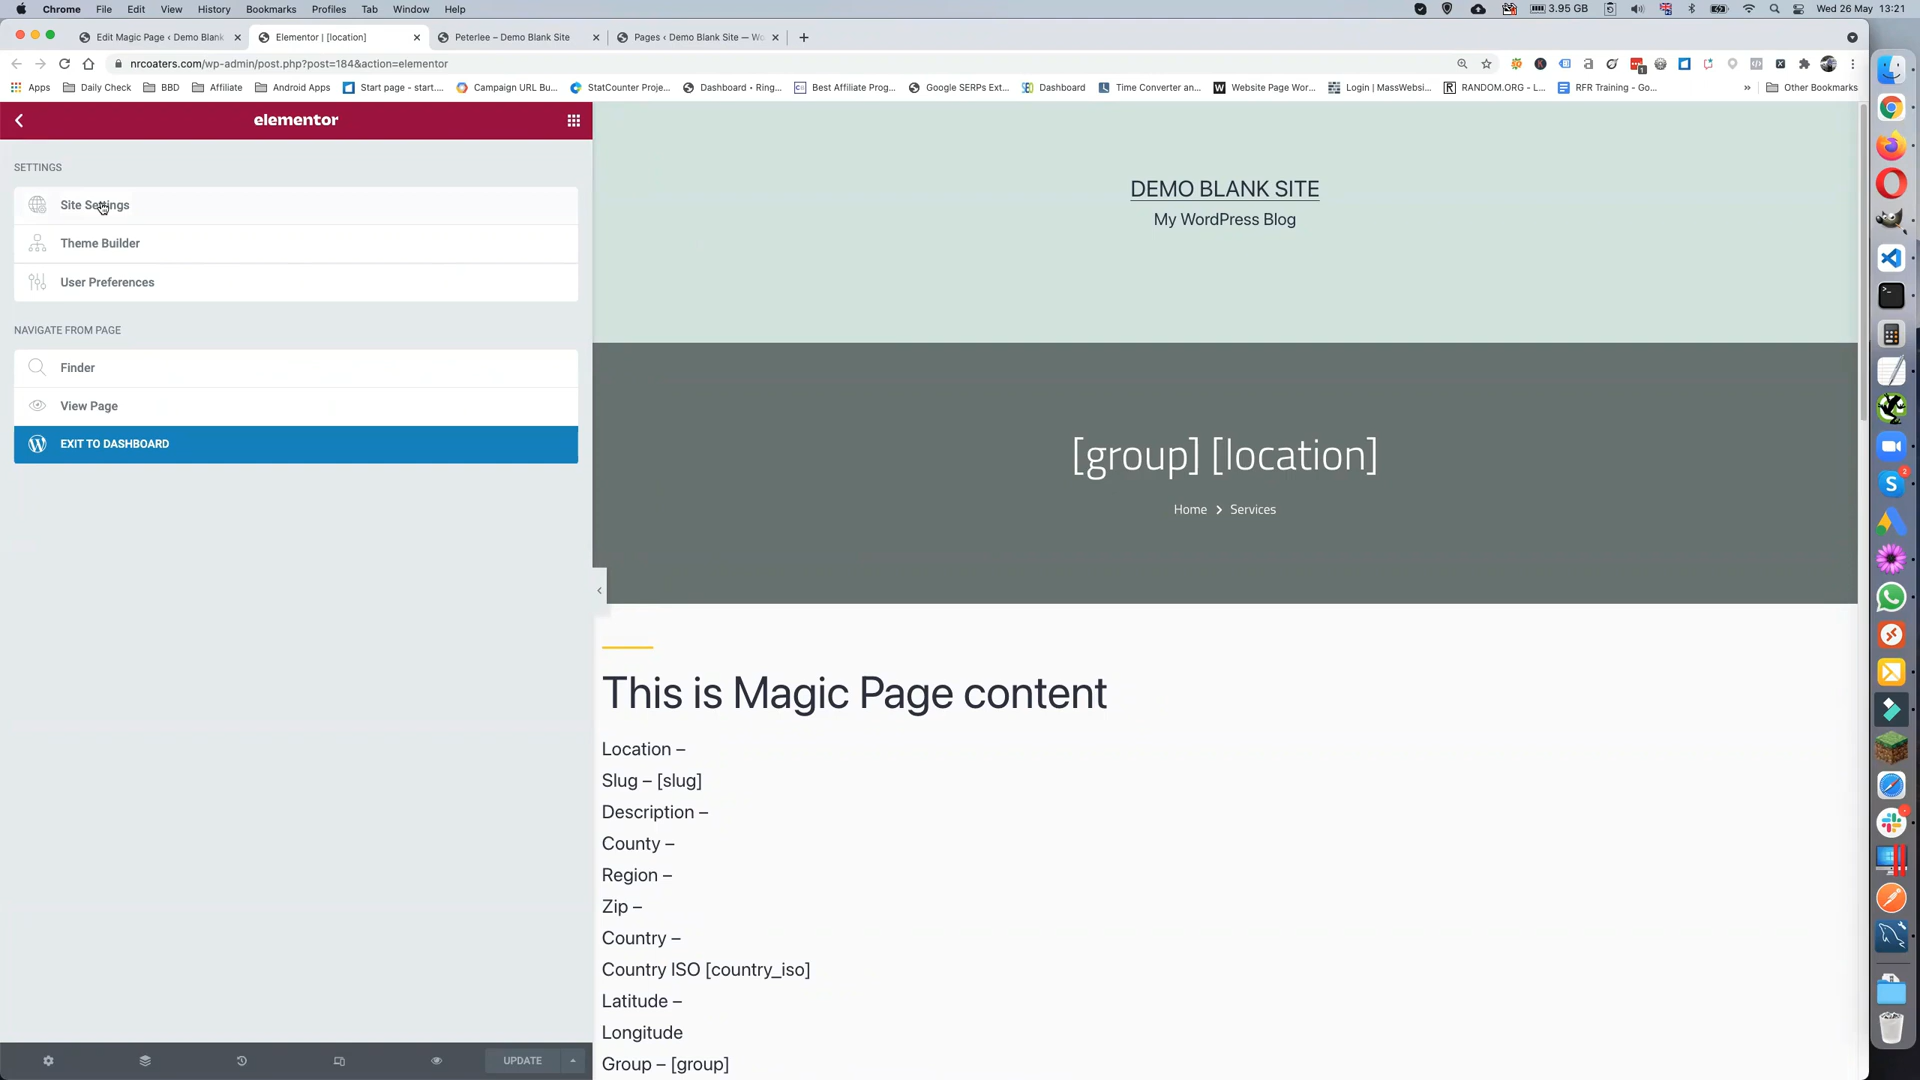 Chrome File Edit View History Bookmarks Profiles Tab Window Help 3.95 GB Wed 26 May 13:21
Edit Magic Page ‹ Demo Blank Elementor | [location] Peterlee – Demo Blank Site Pages ‹ Demo Blank Site — Wo
nrcoaters.com/wp-admin/post.php?post=184&action=elementor
Apps Daily Check BBD Affiliate Android Apps Start page - start.... Campaign URL Bu... StatCounter Proje... Dashboard • Ring... Best Affiliate Prog... Google SERPs Ext... Dashboard Time Converter an... Website Page Wor... Login | MassWebsi... RANDOM.ORG - L... RFR Training - Go... » Other Bookmarks
elementor
SETTINGS
Site Settings
Theme Builder
User Preferences
NAVIGATE FROM PAGE
Finder
View Page
EXIT TO DASHBOARD
UPDATE
DEMO BLANK SITE
My WordPress Blog
[group] [location]
Home > Services
This is Magic Page content
Location –
Slug – [slug]
Description –
County –
Region –
Zip –
Country –
Country ISO [country_iso]
Latitude –
Longitude
Group – [group]